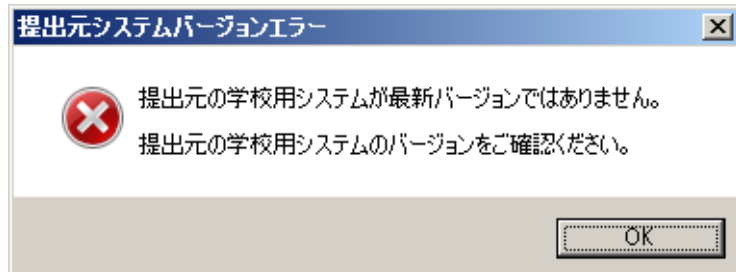 提出元システムバージョンエラー
提出元の学校用システムが最新バージョンではありません。
提出元の学校用システムのバージョンをご確認ください。
OK